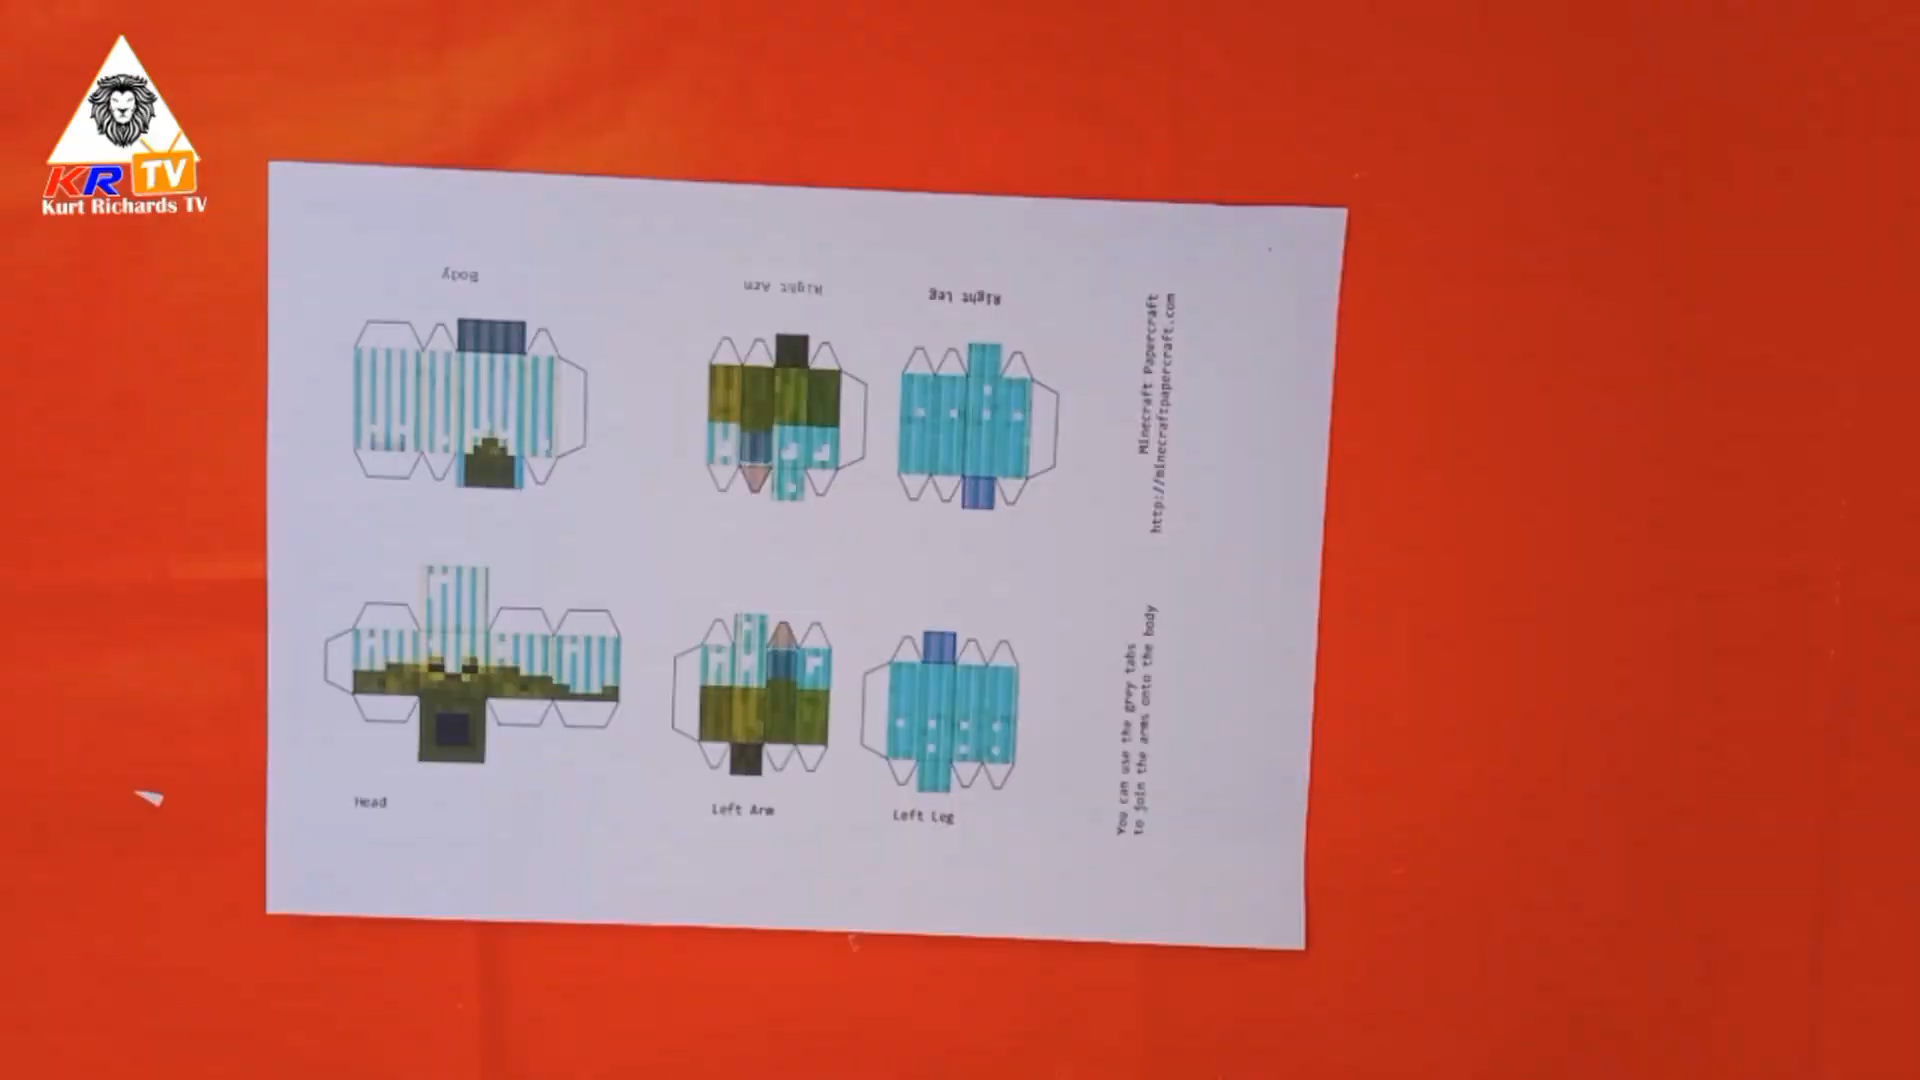 KR TV
Kurt Richards TV
Body
Right Arm
Right Leg
Minecraft Papercraft
http://minecraftpapercraft.com
Head
Left Arm
Left Leg
You can use the grey tabs
to join the arms onto the body